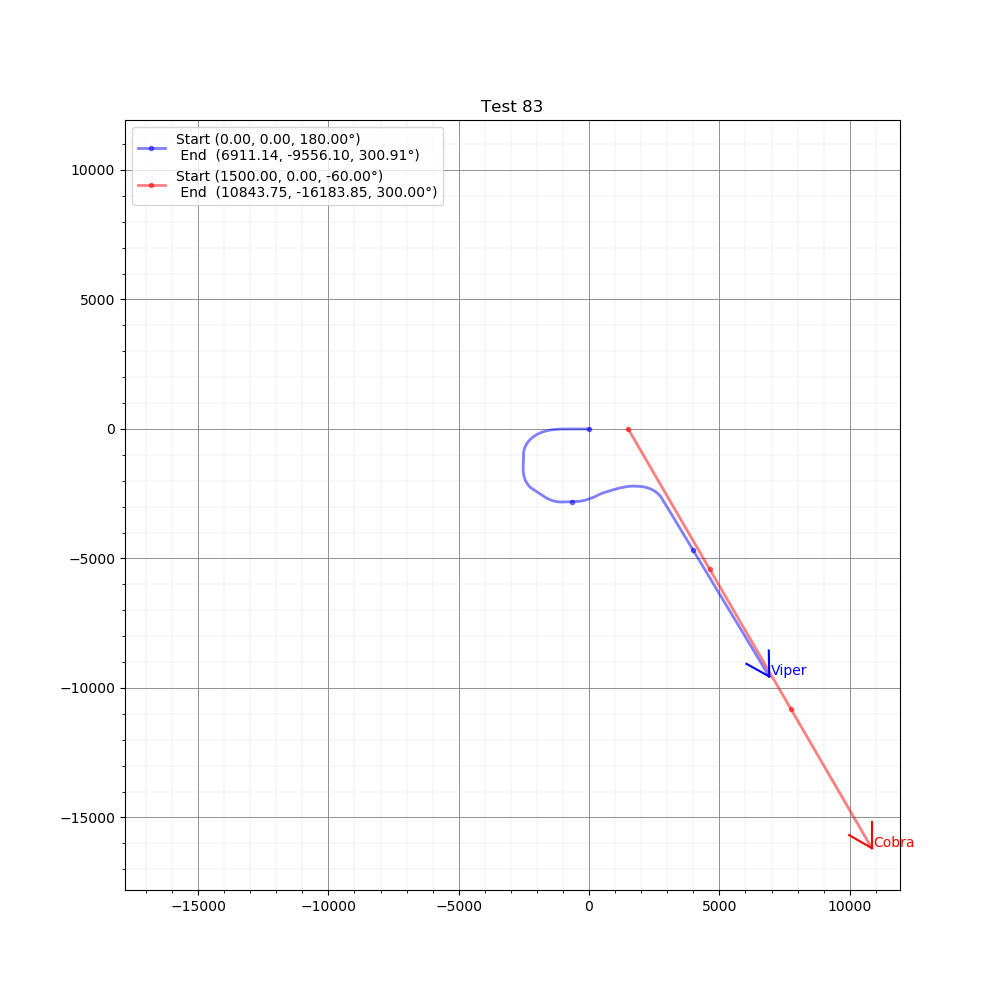 Test 83
Start (0.00, 0.00, 180.00°)
End  (6911.14, -9556.10, 300.91°)
Start (1500.00, 0.00, -60.00°)
End  (10843.75, -16183.85, 300.00°)
10000
5000
0
−5000
−10000
−15000
Viper
Cobra
−15000
−10000
−5000
0
5000
10000